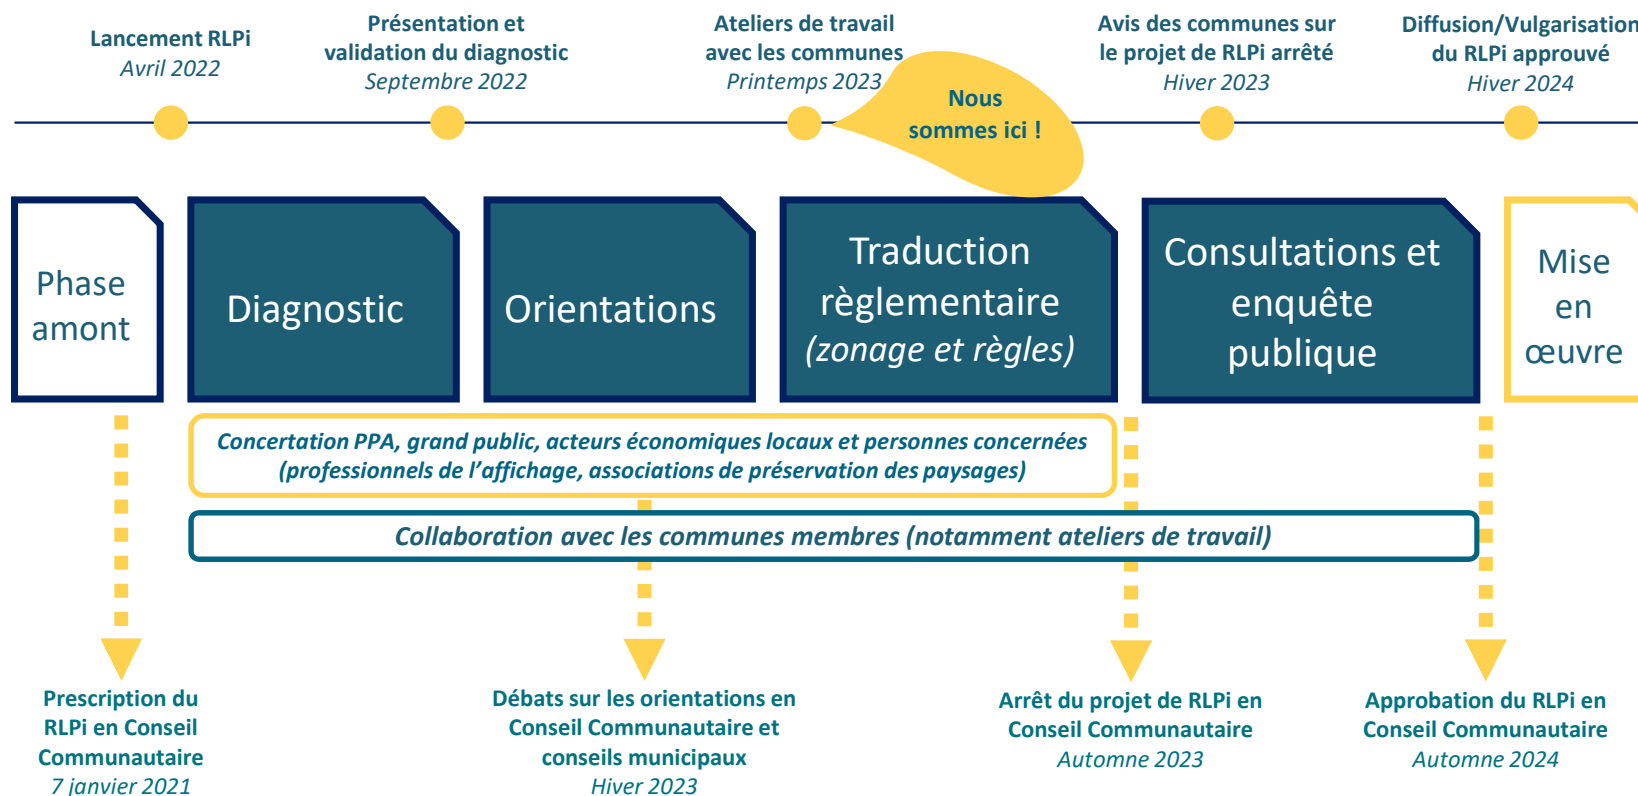 Lancement RLPi
Avril 2022
Présentation et
validation du diagnostic
Septembre 2022
Ateliers de travail
avec les communes
Printemps 2023
Avis des communes sur
le projet de RLPi arrêté
Hiver 2023
Diffusion/Vulgarisation
du RLPi approuvé
Hiver 2024
Nous
sommes ici !
Phase
amont
Diagnostic
Orientations
Traduction
règlementaire
(zonage et règles)
Consultations et
enquête
publique
Mise
en
œuvre
Concertation PPA, grand public, acteurs économiques locaux et personnes concernées
(professionnels de l’affichage, associations de préservation des paysages)
Collaboration avec les communes membres (notamment ateliers de travail)
Prescription du
RLPi en Conseil
Communautaire
7 janvier 2021
Débats sur les orientations en
Conseil Communautaire et
conseils municipaux
Hiver 2023
Arrêt du projet de RLPi en
Conseil Communautaire
Automne 2023
Approbation du RLPi en
Conseil Communautaire
Automne 2024